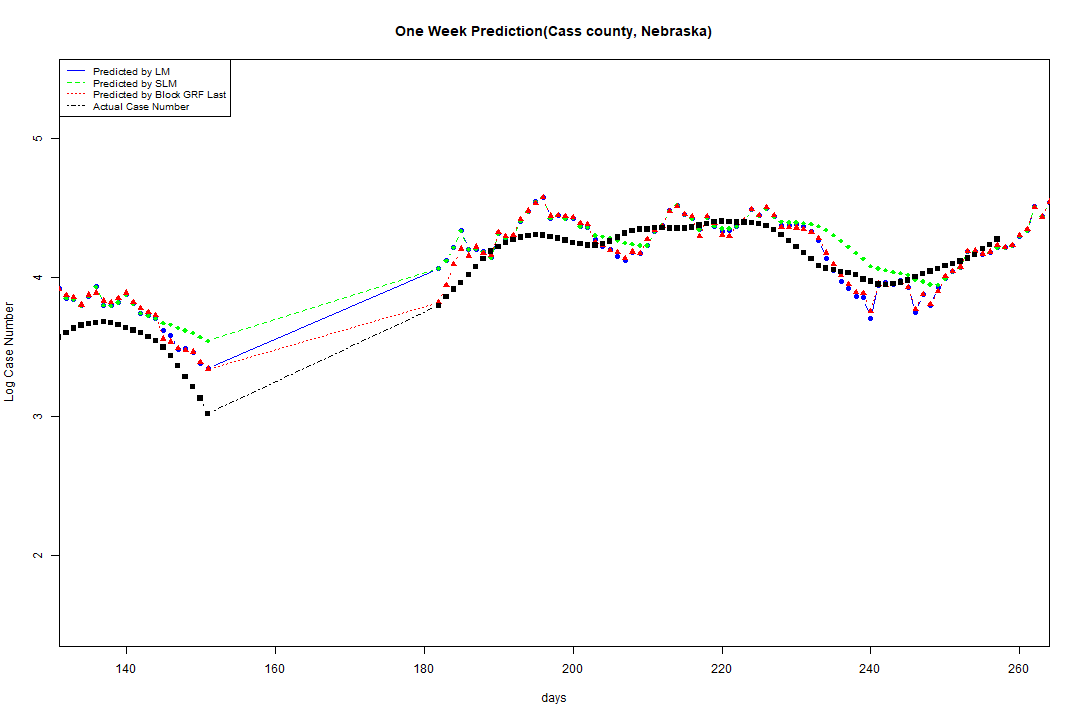 One Week Prediction(Cass county, Nebraska)
Predicted by LM
Predicted by SLM
Predicted by Block GRF Last
Actual Case Number
5
4
3
2
Log Case Number
140 160 180 200 220 240 260
days